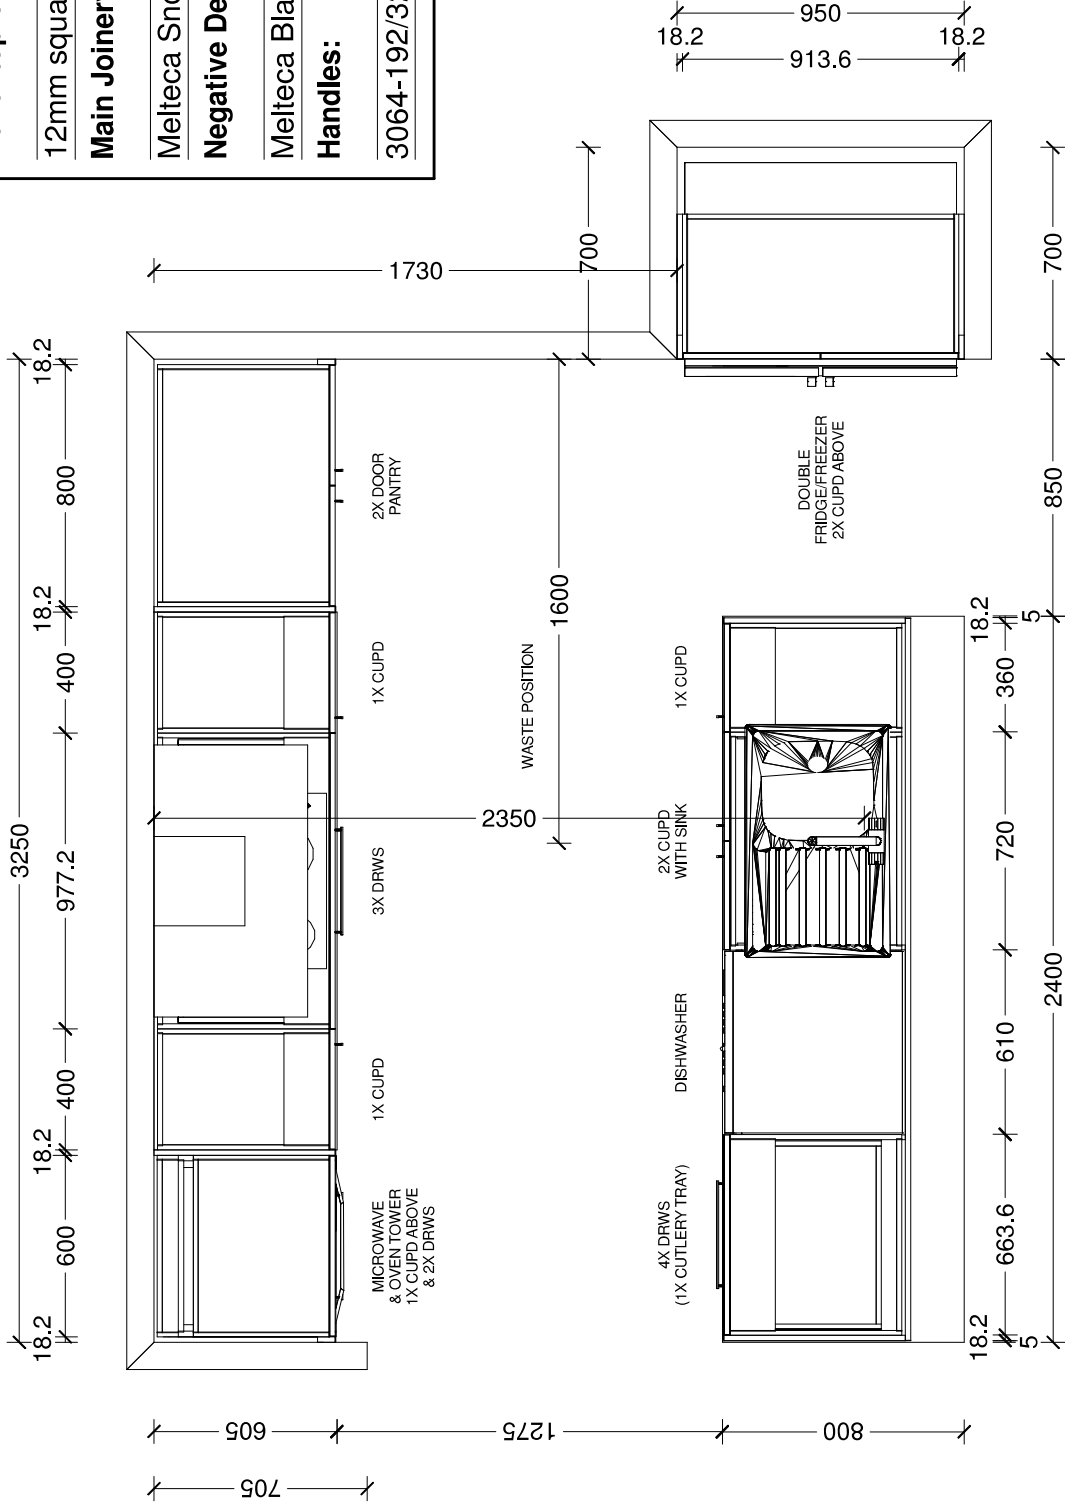 12mm squa
Main Joinery
Melteca Sno
Negative De
Melteca Bla
Handles:
3064-192/32
950
18.2
18.2
913.6
700
700
1730
3250
18.2
800
18.2
400
977.2
400
18.2
600
18.2
2X DOOR
PANTRY
1X CUPD
3X DRWS
1X CUPD
MICROWAVE
& OVEN TOWER
1X CUPD ABOVE
& 2X DRWS
1600
WASTE POSITION
2350
DOUBLE
FRIDGE/FREEZER
2X CUPD ABOVE
1X CUPD
2X CUPD
WITH SINK
DISHWASHER
4X DRWS
(1X CUTLERY TRAY)
850
18.2
5
360
720
2400
610
663.6
18.2
5
605
1275
800
705